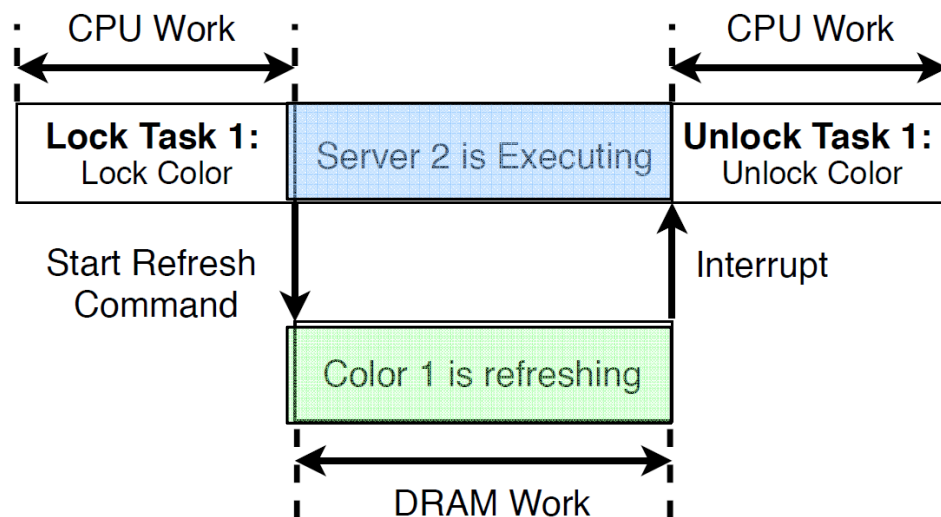 CPU Work
CPU Work
Lock Task 1:
Lock Color
Server 2 is Executing
Unlock Task 1:
Unlock Color
Start Refresh
Command
Interrupt
Color 1 is refreshing
DRAM Work